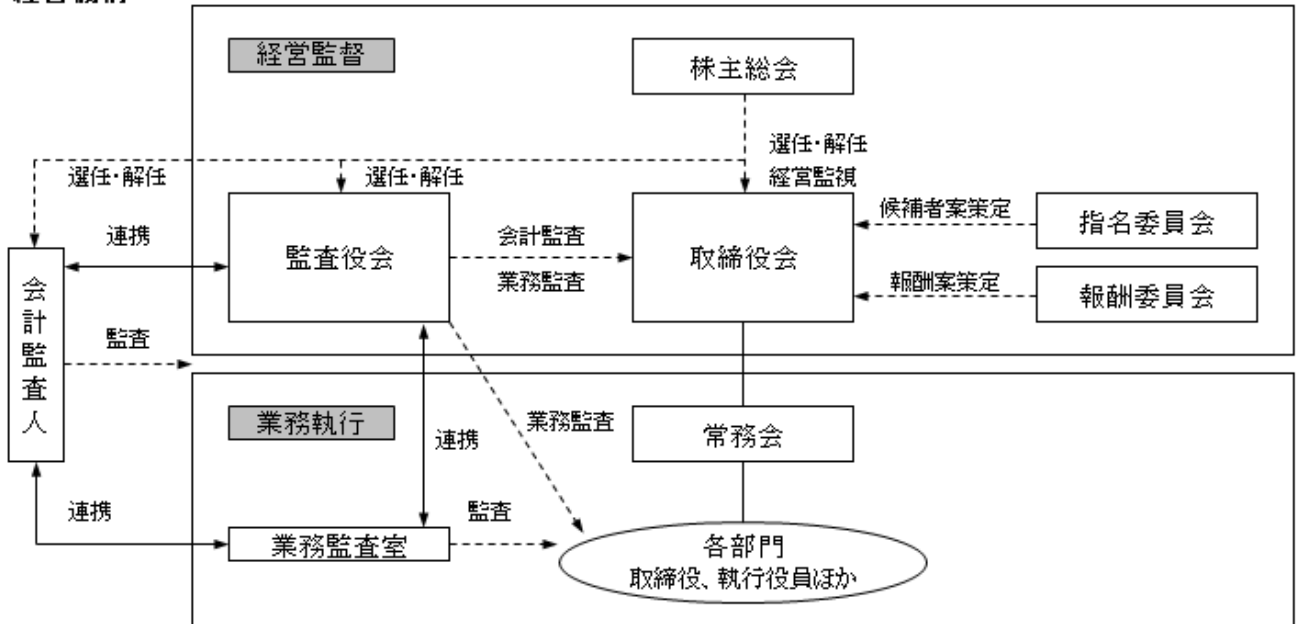 経営監督
株主総会
選任・解任
経営監視
選任・解任
選任・解任
候補者案策定
指名委員会
連携
監査役会
会計監査
業務監査
取締役会
報酬案策定
報酬委員会
会計監査人
監査
業務執行
業務監査
常務会
連携
連携
業務監査室
監査
各部門
取締役、執行役員ほか